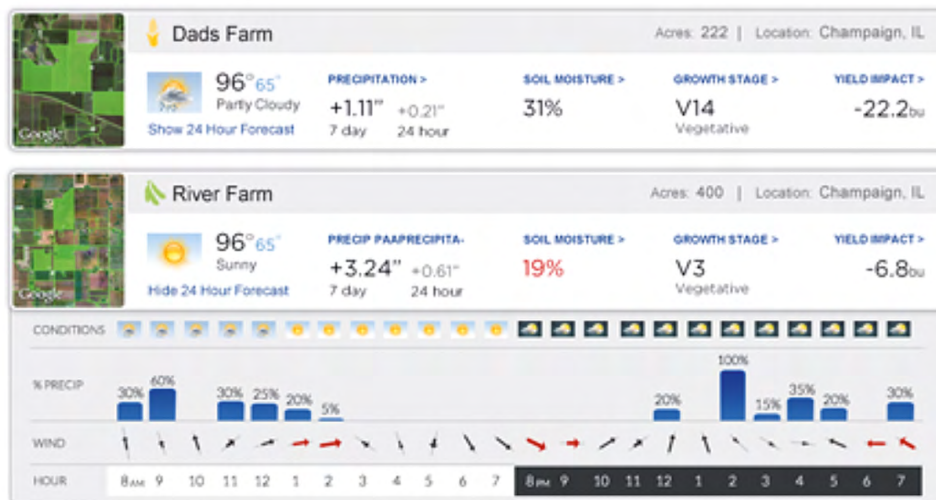 Dads Farm
Acres: 222 | Location: Champaign, IL
96° 65°
Partly Cloudy
Show 24 Hour Forecast
PRECIPITATION >
+1.11" +0.21"
7 day 24 hour
SOIL MOISTURE >
31%
GROWTH STAGE >
V14
Vegetative
YIELD IMPACT >
-22.2bu
Google
River Farm
Acres: 400 | Location: Champaign, IL
96° 65°
Sunny
Hide 24 Hour Forecast
PRECIP PAAPRECIPITA-
+3.24" +0.61"
7 day 24 hour
SOIL MOISTURE >
19%
GROWTH STAGE >
V3
Vegetative
YIELD IMPACT >
-6.8bu
Google
CONDITIONS
% PRECIP
30% 60% 30% 25% 20% 5% 20% 100% 15% 35% 20% 30%
WIND
HOUR 8AM 9 10 11 12 1 2 3 4 5 6 7 8PM 9 10 11 12 1 2 3 4 5 6 7